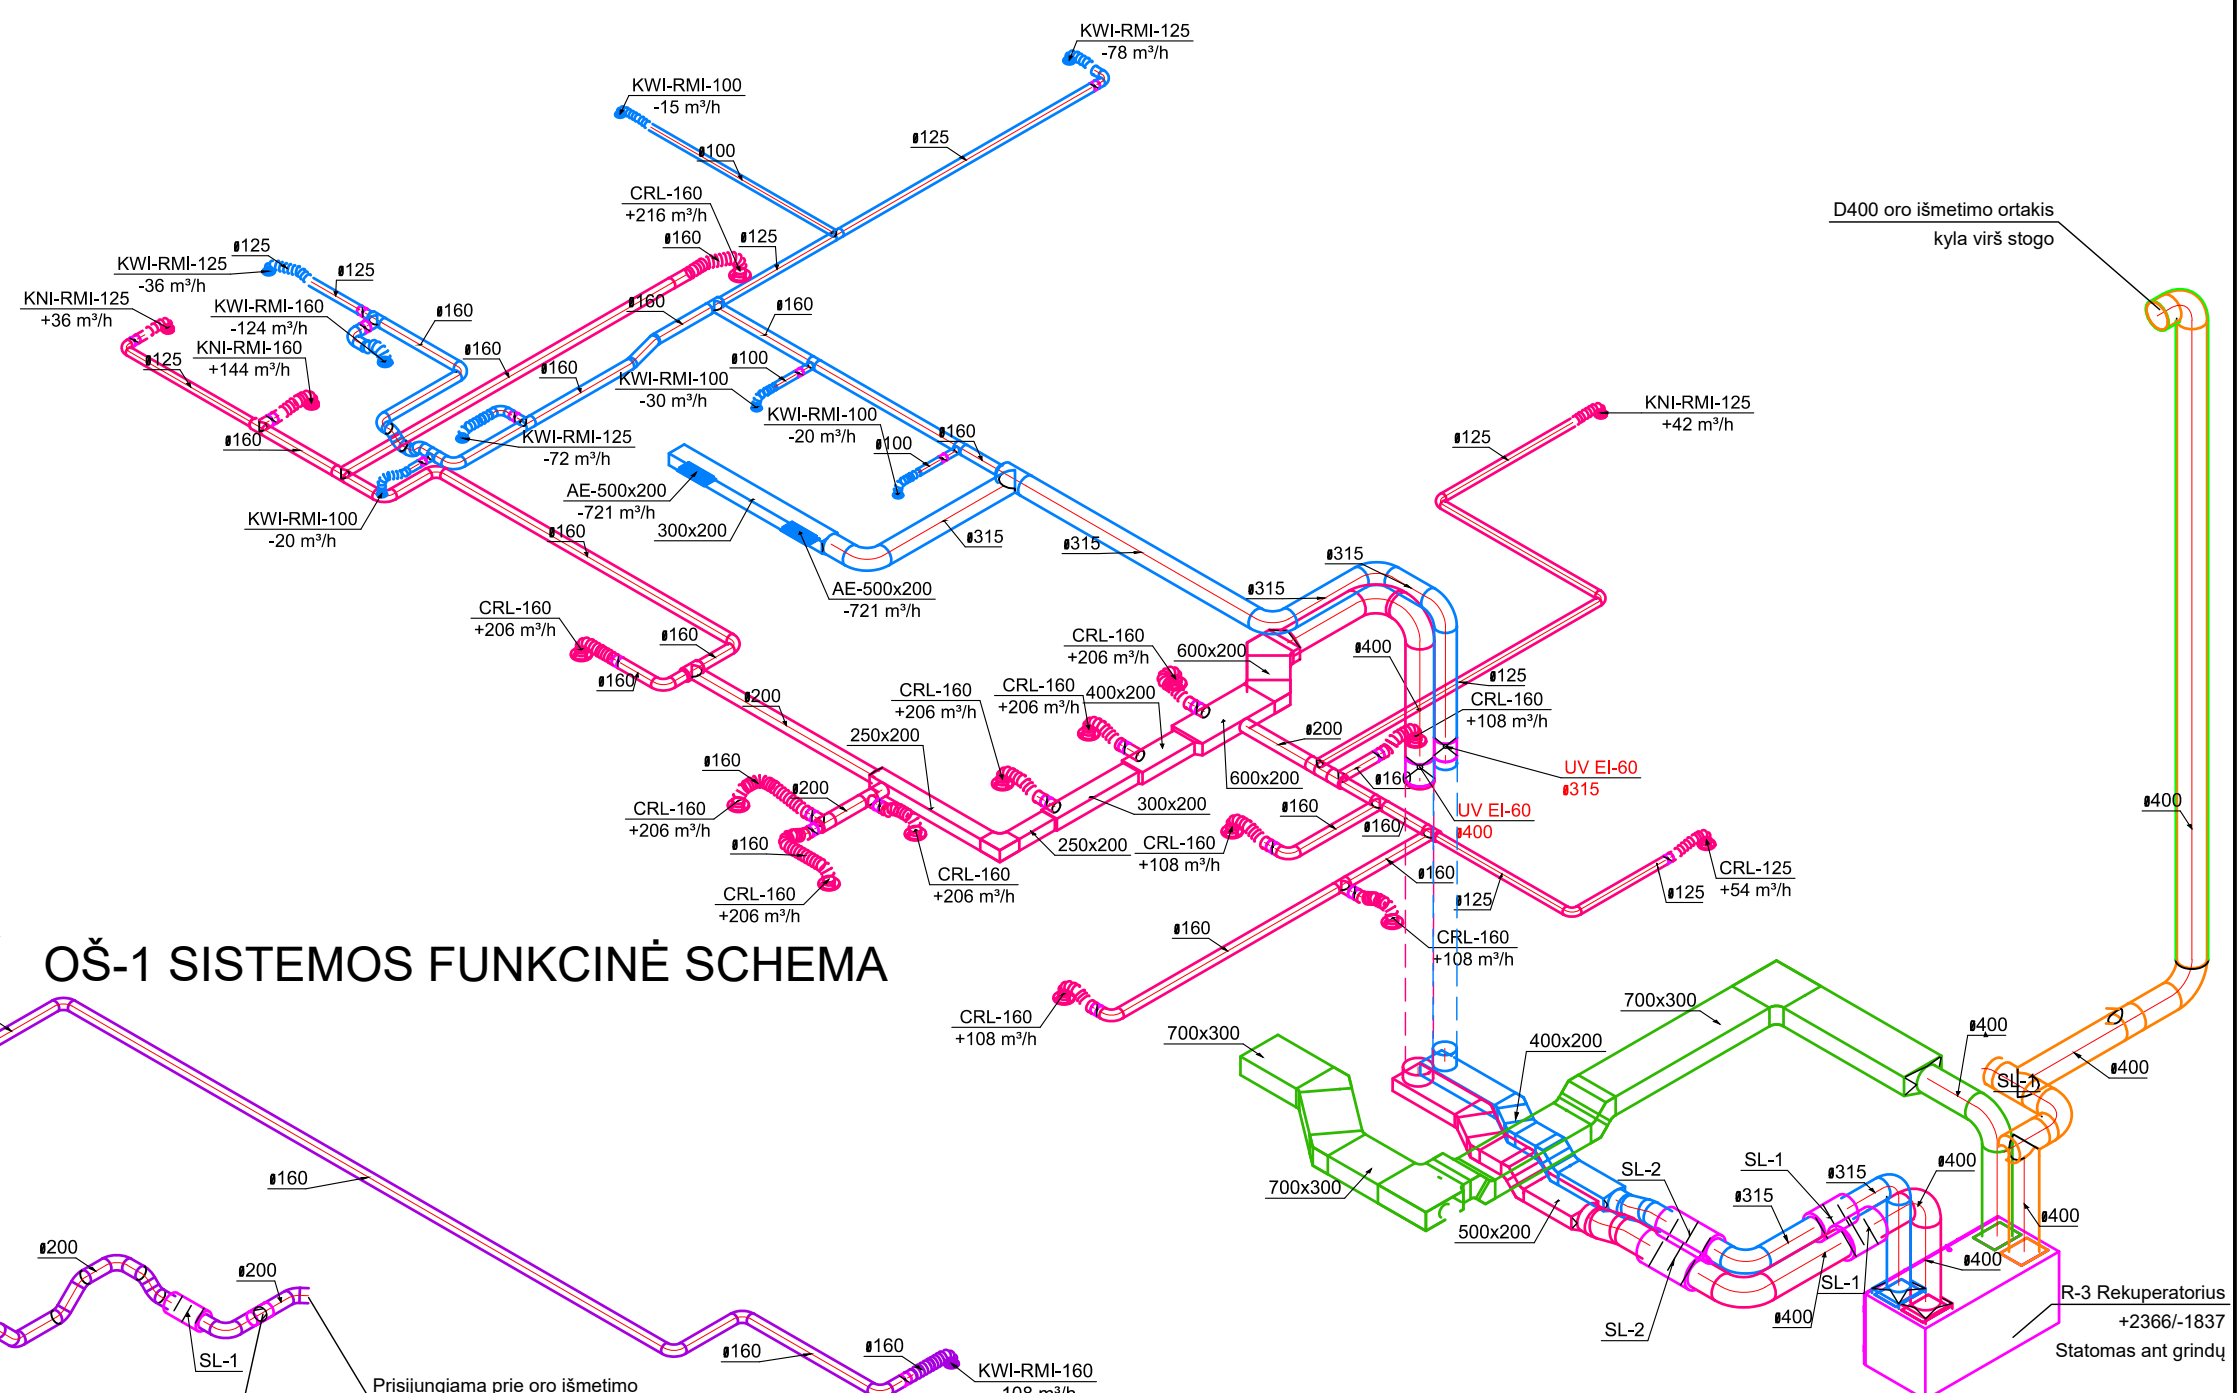 KWI-RMI-125
-78 m³/h
KWI-RMI-100
-15 m³/h
ø125
ø100
CRL-160
+216 m³/h
ø160
ø125
D400 oro išmetimo ortakis
kyla virš stogo
ø125
KWI-RMI-125
-36 m³/h
ø125
KNI-RMI-125
+36 m³/h
KWI-RMI-160
-124 m³/h
ø160
ø160
ø160
KNI-RMI-160
+144 m³/h
ø125
ø160
ø160
ø100
KWI-RMI-100
-30 m³/h
KWI-RMI-100
-20 m³/h
ø100
ø160
KNI-RMI-125
+42 m³/h
ø125
ø160
KWI-RMI-125
-72 m³/h
AE-500x200
-721 m³/h
300x200
KWI-RMI-100
-20 m³/h
ø160
ø315
ø315
ø315
ø315
AE-500x200
-721 m³/h
CRL-160
+206 m³/h
ø160
ø160
CRL-160
+206 m³/h
600x200
ø400
ø125
CRL-160
+108 m³/h
ø200
CRL-160
+206 m³/h
CRL-160
+206 m³/h
400x200
250x200
ø200
600x200
ø160
UV EI-60
ø315
UV EI-60
ø400
ø160
ø200
CRL-160
+206 m³/h
300x200
ø160
ø160
ø400
ø160
250x200
CRL-160
+108 m³/h
CRL-160
+206 m³/h
CRL-160
+206 m³/h
ø160
CRL-125
+54 m³/h
ø125
ø125
ø160
CRL-160
+108 m³/h
OŠ-1 SISTEMOS FUNKCINĖ SCHEMA
CRL-160
+108 m³/h
700x300
700x300
400x200
ø400
ø400
SL-1
ø160
700x300
SL-2
SL-1
ø315
ø400
ø315
500x200
ø400
ø200
ø200
ø400
SL-1
R-3 Rekuperatorius
+2366/-1837
Statomas ant grindų
SL-2
ø400
SL-1
ø160
ø160
KWI-RMI-160
-108 m³/h
Prisijungiama prie oro išmetimo